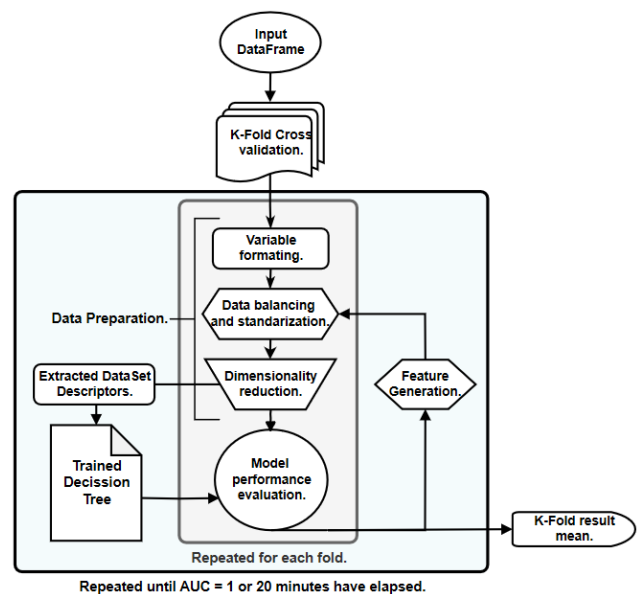 Input
DataFrame
K-Fold Cross
validation.
Variable
formating.
Data balancing
and standarization.
Data Preparation.
Dimensionality
reduction.
Extracted DataSet
Descriptors.
Feature
Generation.
Trained
Decission
Tree
Model
performance
evaluation.
K-Fold result
mean.
Repeated for each fold.
Repeated until AUC = 1 or 20 minutes have elapsed.